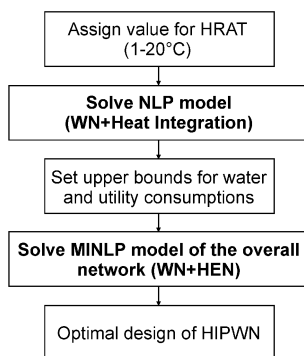 Assign value for HRAT
(1-20°C)
Solve NLP model
(WN+Heat Integration)
Set upper bounds for water
and utility consumptions
Solve MINLP model of the overall
network (WN+HEN)
Optimal design of HIPWN